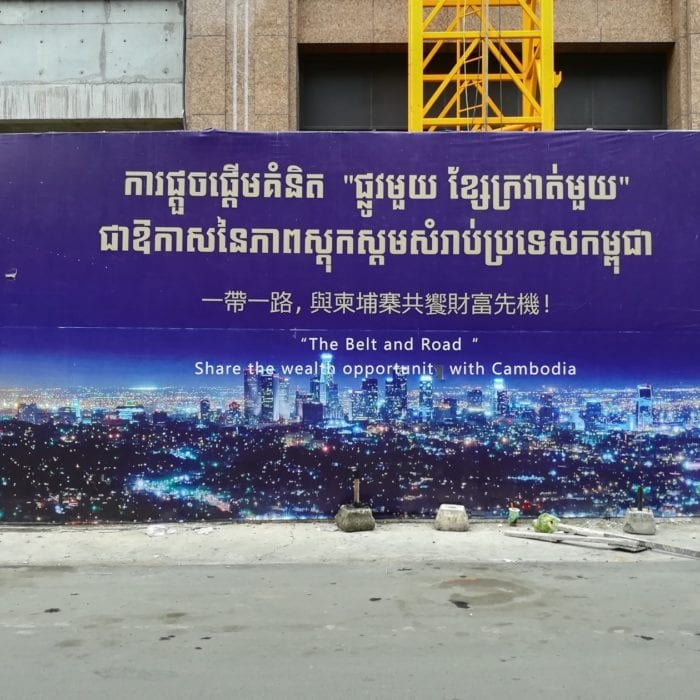 ការផ្តួចផ្តើមគំនិត "ផ្លូវមួយ ខ្សែក្រវាត់មួយ"
ជាឱកាសនៃភាពស្តុកស្តមសំរាប់ប្រទេសកម្ពុជា
一帶一路，與柬埔寨共饗財富先機！
“The Belt and Road “
Share the wealth opportunity with Cambodia